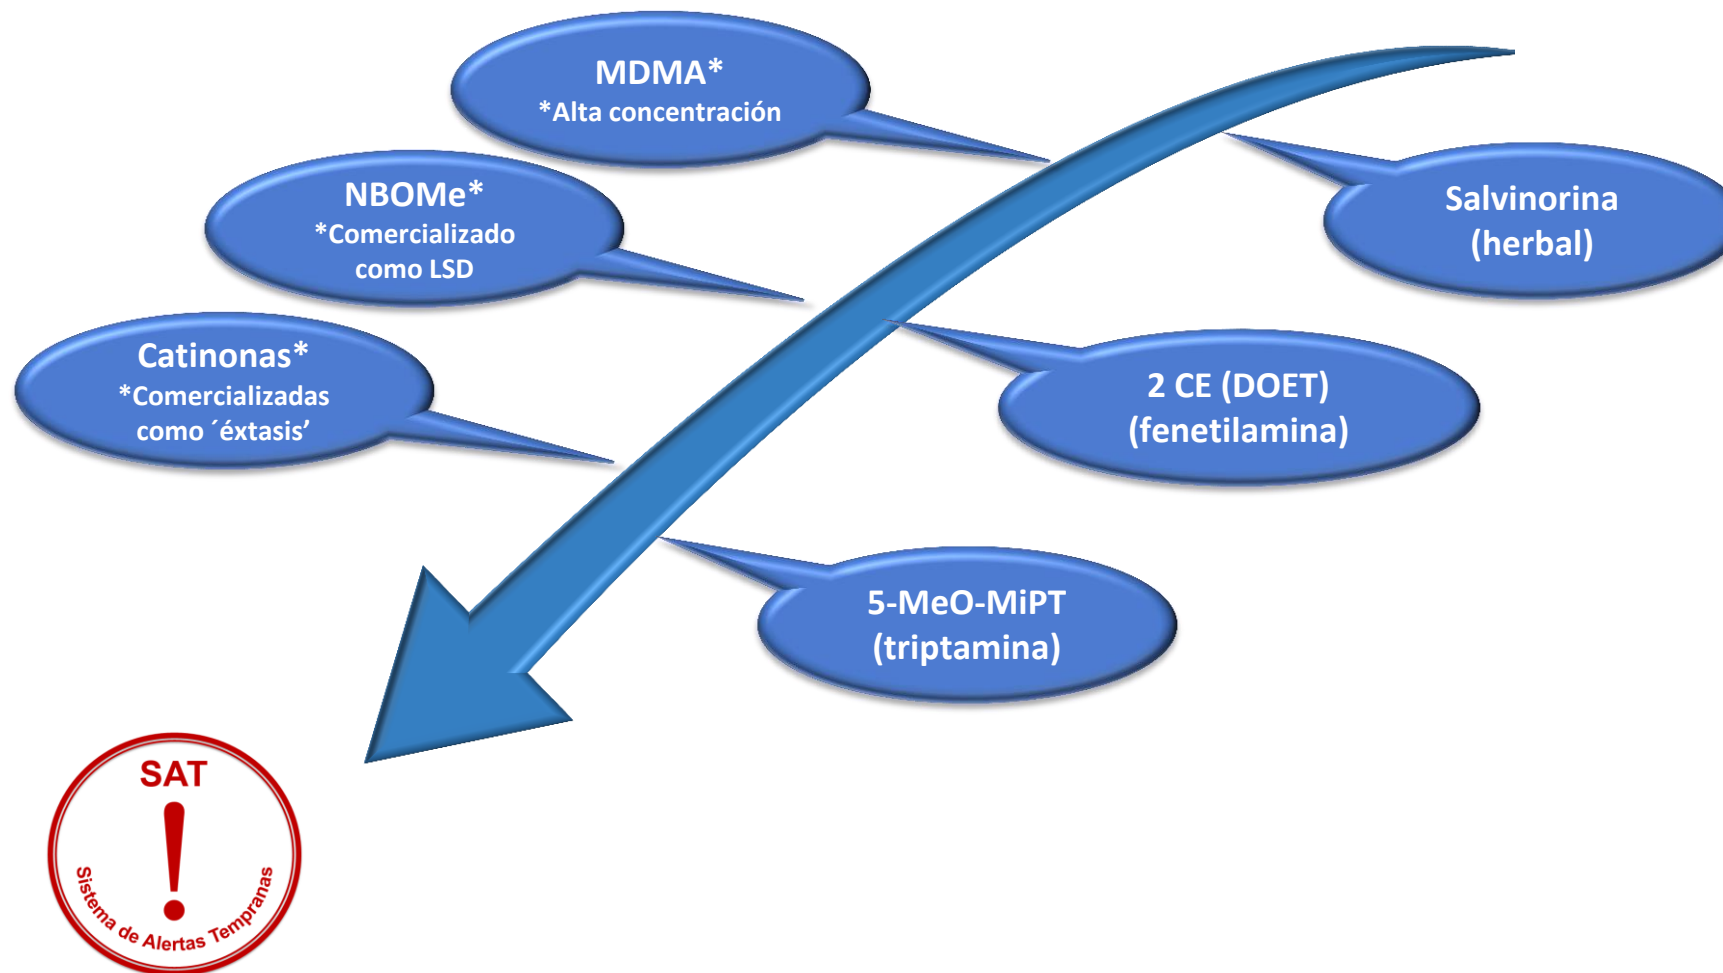 MDMA*
*Alta concentración
NBOMe*
*Comercializado
como LSD
Catinonas*
*Comercializadas
como ´éxtasis’
Salvinorina
(herbal)
2 CE (DOET)
(fenetilamina)
5-MeO-MiPT
(triptamina)
SAT
!
Sistema de Alertas Tempranas